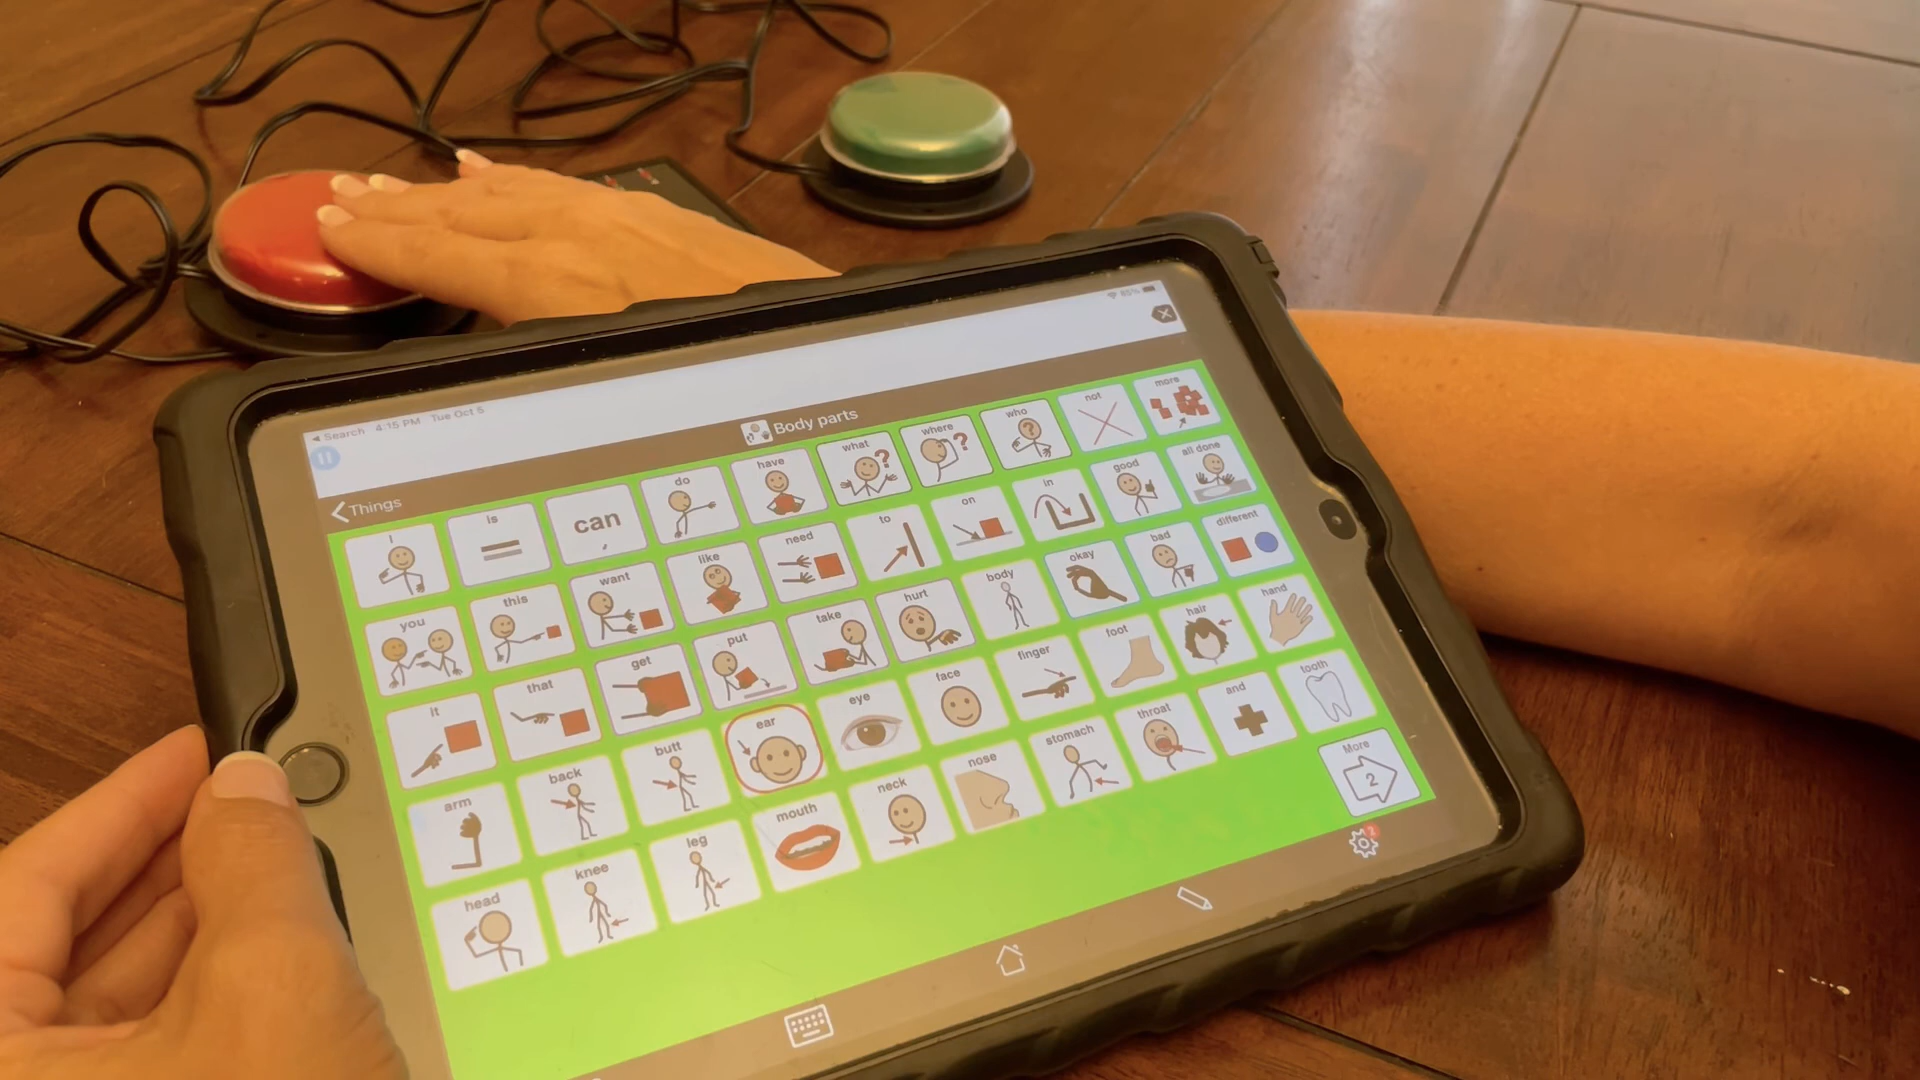 ◀ Search 4:15 PM Tue Oct 5 85%
Things
Body parts
I is can do have what where who not more
you this want like need to on in good all done
it that get put take hurt body okay bad different
arm back butt ear eye face finger foot hair hand
head knee leg mouth neck nose stomach throat and tooth
More
2
2